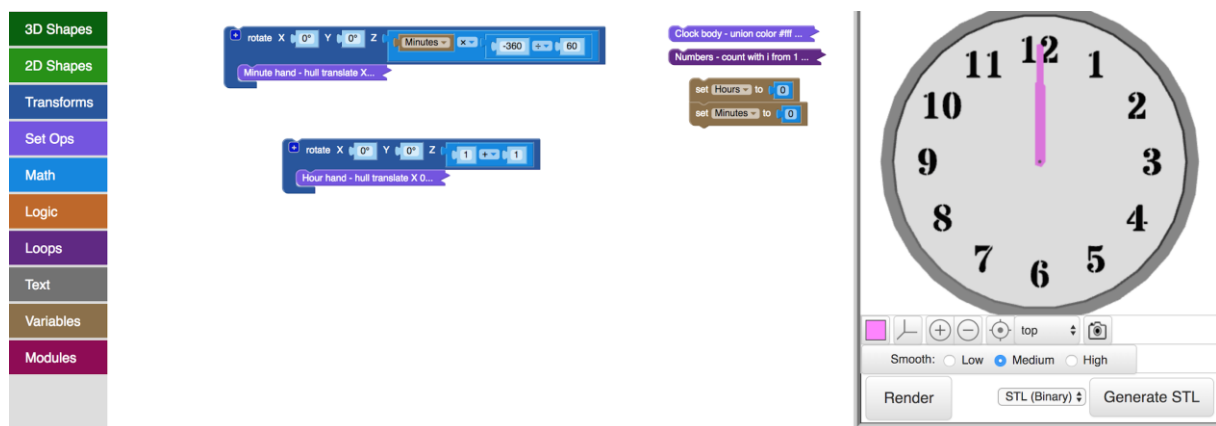 3D Shapes
2D Shapes
Transforms
Set Ops
Math
Logic
Loops
Text
Variables
Modules
rotate X 0° Y 0° Z Minutes × -360 ÷ 60
Minute hand - hull translate X...
rotate X 0° Y 0° Z 1 + 1
Hour hand - hull translate X 0...
Clock body - union color #fff ...
Numbers - count with i from 1 ...
set Hours to 0
set Minutes to 0
12
11 1
10 2
9 3
8 4
7 5
6
top
Smooth: Low Medium High
Render STL (Binary) Generate STL